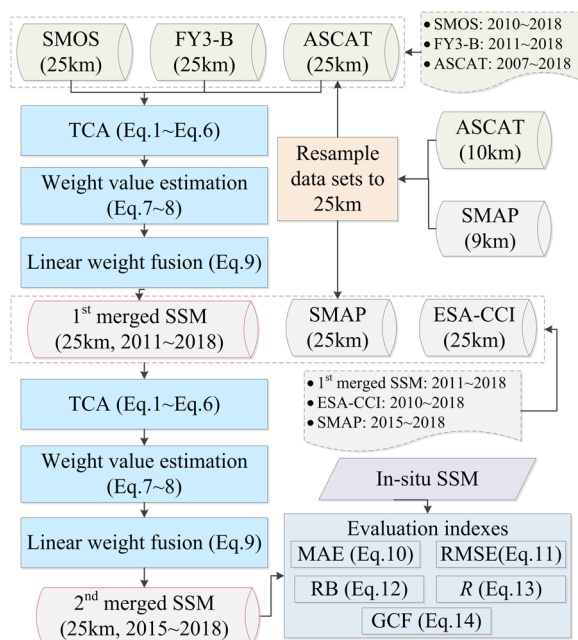 SMOS
(25km)
FY3-B
(25km)
ASCAT
(25km)
● SMOS: 2010~2018
● FY3-B: 2011~2018
● ASCAT: 2007~2018
TCA (Eq.1~Eq.6)
Weight value estimation
(Eq.7~8)
Linear weight fusion (Eq.9)
Resample
data sets to
25km
ASCAT
(10km)
SMAP
(9km)
1st merged SSM
(25km, 2011~2018)
SMAP
(25km)
ESA-CCI
(25km)
● 1st merged SSM: 2011~2018
● ESA-CCI: 2010~2018
● SMAP: 2015~2018
TCA (Eq.1~Eq.6)
Weight value estimation
(Eq.7~8)
Linear weight fusion (Eq.9)
2nd merged SSM
(25km, 2015~2018)
In-situ SSM
Evaluation indexes
MAE (Eq.10)
RMSE(Eq.11)
RB (Eq.12)
R (Eq.13)
GCF (Eq.14)